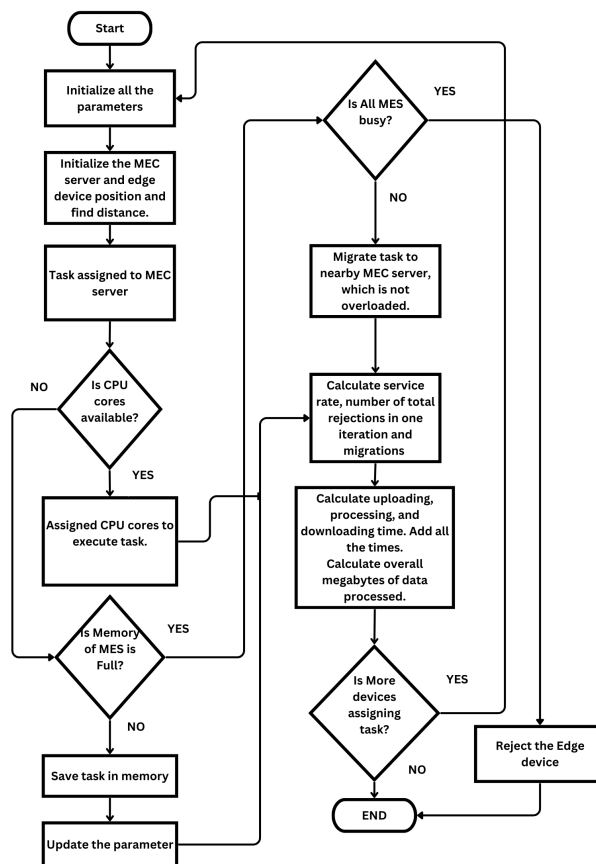 Start
Initialize all the
parameters
Initialize the MEC
server and edge
device position and
find distance.
Task assigned to MEC
server
Is CPU
cores
available?
NO
YES
Assigned CPU cores to
execute task.
Is Memory
of MES is
Full?
YES
NO
Save task in memory
Update the parameter
Is All MES
busy?
YES
NO
Migrate task to
nearby MEC server,
which is not
overloaded.
Calculate service
rate, number of total
rejections in one
iteration and
migrations
Calculate uploading,
processing, and
downloading time. Add all
the times.
Calculate overall
megabytes of data
processed.
Is More
devices
assigning
task?
YES
NO
Reject the Edge
device
END